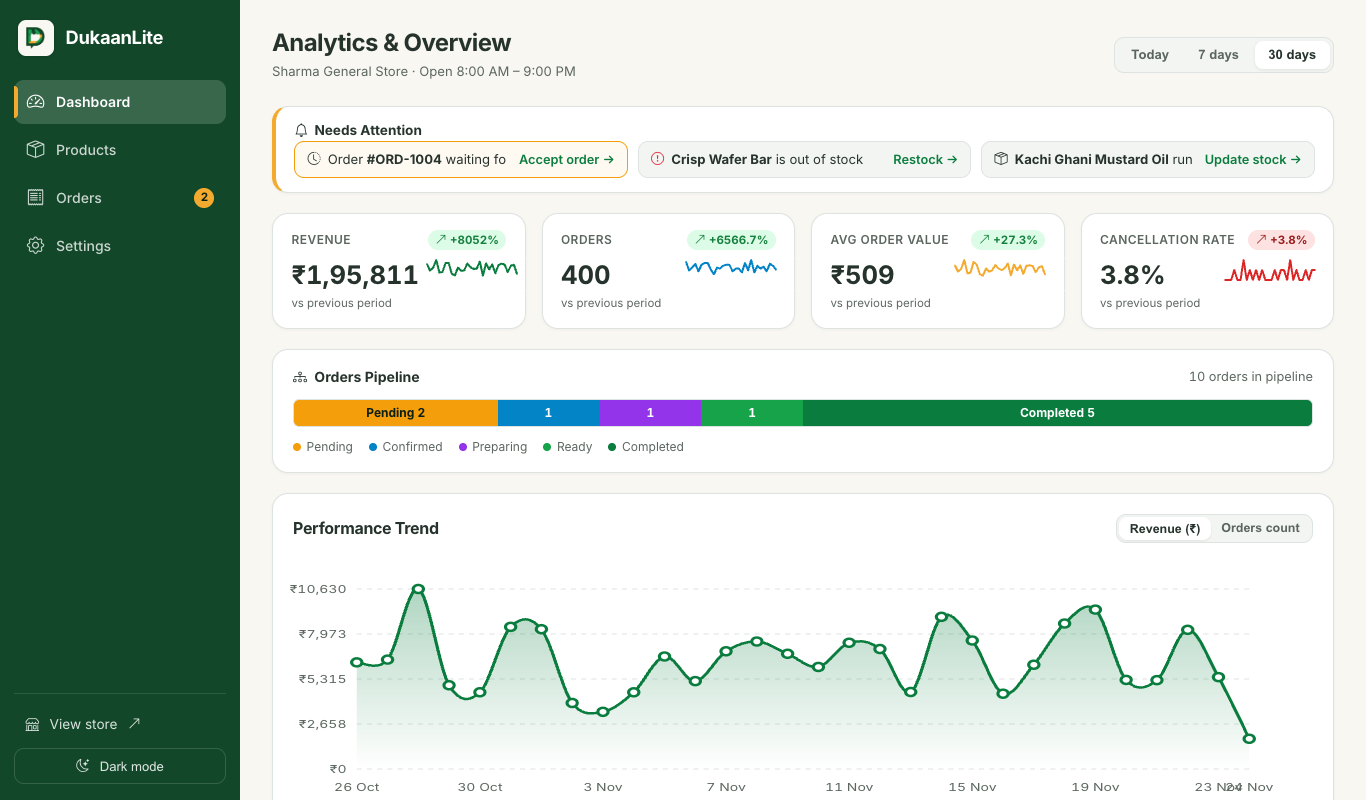 DukaanLite
Dashboard
Products
Orders 2
Settings
View store
Dark mode
Analytics & Overview
Sharma General Store · Open 8:00 AM – 9:00 PM
Today 7 days 30 days
Needs Attention
Order #ORD-1004 waiting fo Accept order →
Crisp Wafer Bar is out of stock Restock →
Kachi Ghani Mustard Oil run Update stock →
REVENUE +8052%
₹1,95,811
vs previous period
ORDERS +6566.7%
400
vs previous period
AVG ORDER VALUE +27.3%
₹509
vs previous period
CANCELLATION RATE +3.8%
3.8%
vs previous period
Orders Pipeline 10 orders in pipeline
Pending 2 1 1 1 Completed 5
Pending Confirmed Preparing Ready Completed
Performance Trend Revenue (₹) Orders count
₹10,630
₹7,973
₹5,315
₹2,658
₹0
26 Oct 30 Oct 3 Nov 7 Nov 11 Nov 15 Nov 19 Nov 23 Nov 24 Nov